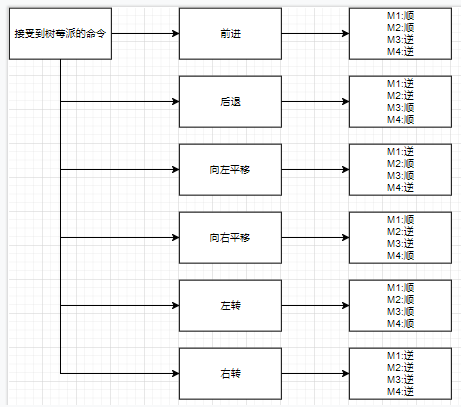 接受到树莓派的命令
前进
M1:顺
M2:顺
M3:逆
M4:逆
后退
M1:逆
M2:逆
M3:顺
M4:顺
向左平移
M1:逆
M2:顺
M3:顺
M4:逆
向右平移
M1:顺
M2:逆
M3:逆
M4:顺
左转
M1:顺
M2:顺
M3:顺
M4:顺
右转
M1:逆
M2:逆
M3:逆
M4:逆